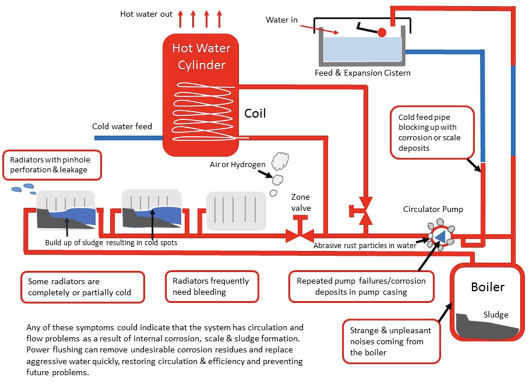 Hot water out
Water in
Hot Water
Cylinder
Feed & Expansion Cistern
Coil
Cold feed pipe
blocking up with
corrosion or scale
deposits
Cold water feed
Radiators with pinhole
perforation & leakage
Air or Hydrogen
Zone
valve
Circulator Pump
Build up of sludge resulting in cold spots
Abrasive rust particles in water
Some radiators are
completely or partially cold
Radiators frequently
need bleeding
Repeated pump failures/corrosion
deposits in pump casing
Boiler
Sludge
Strange & unpleasant
noises coming from
the boiler
Any of these symptoms could indicate that the system has circulation and
flow problems as a result of internal corrosion, scale & sludge formation.
Power flushing can remove undesirable corrosion residues and replace
aggressive water quickly, restoring circulation & efficiency and preventing
future problems.